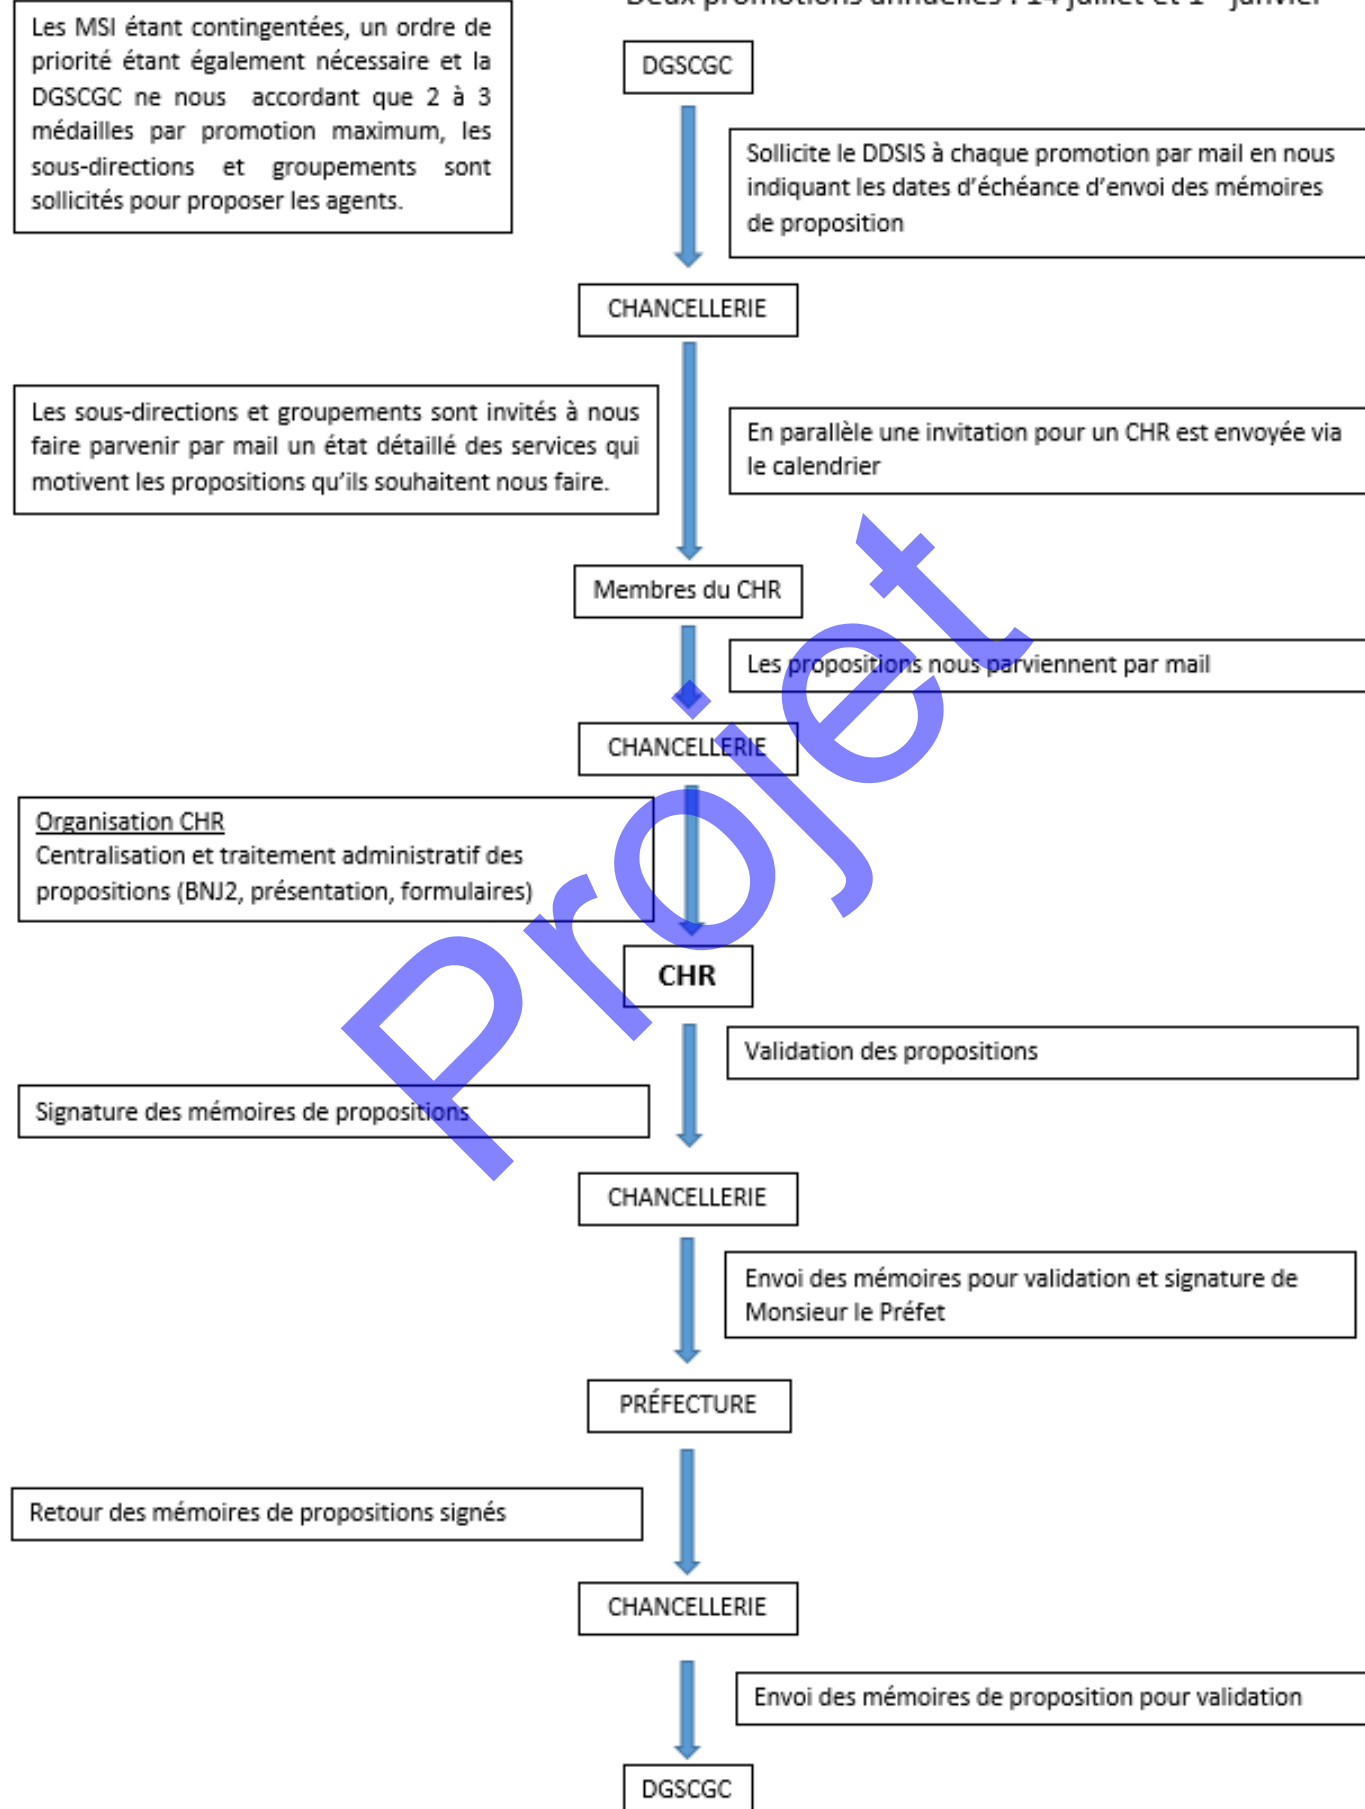 Deux promotions annuelles : 14 juillet et 1 janvier
Les MSI étant contingentées, un ordre de
priorité étant également nécessaire et la
DGSCGC ne nous accordant que 2 à 3
médailles par promotion maximum, les
sous-directions et groupements sont
sollicités pour proposer les agents.
DGSCGC
Sollicite le DDSIS à chaque promotion par mail en nous
indiquant les dates d'échéance d'envoi des mémoires
de proposition
CHANCELLERIE
Les sous-directions et groupements sont invités à nous
faire parvenir par mail un état détaillé des services qui
motivent les propositions qu'ils souhaitent nous faire.
En parallèle une invitation pour un CHR est envoyée via
le calendrier
Membres du CHR
Les propositions nous parviennent par mail
CHANCELLERIE
Organisation CHR
Centralisation et traitement administratif des
propositions (BNJ2, présentation, formulaires)
CHR
Validation des propositions
Signature des mémoires de propositions
CHANCELLERIE
Envoi des mémoires pour validation et signature de
Monsieur le Préfet
PRÉFECTURE
Retour des mémoires de propositions signés
CHANCELLERIE
Envoi des mémoires de proposition pour validation
DGSCGC
Projet